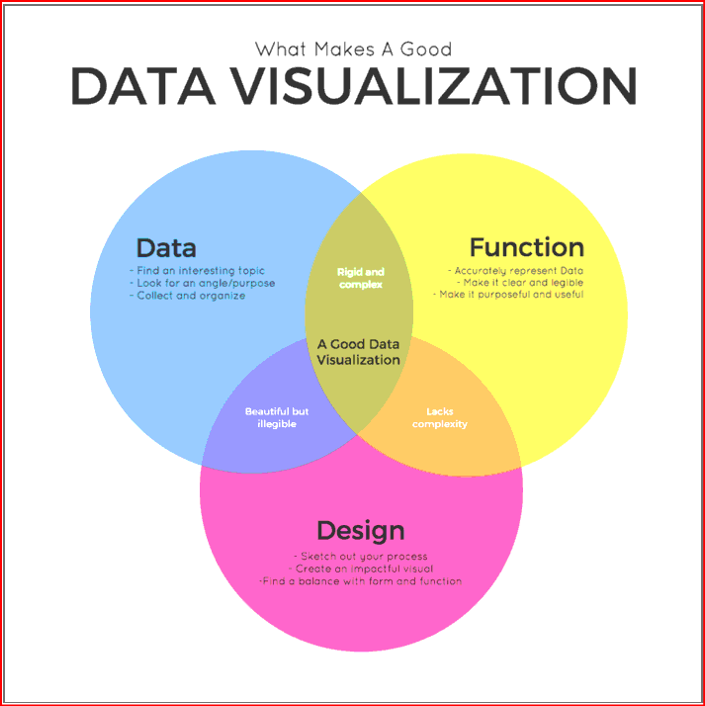 What Makes A Good
DATA VISUALIZATION
Data
- Find an interesting topic
- Look for an angle/purpose
- Collect and organize
Function
- Accurately represent Data
- Make it clear and legible
- Make it purposeful and useful
Rigid and
complex
A Good Data
Visualization
Beautiful but
illegible
Lacks
complexity
Design
- Sketch out your process
- Create an impactful visual
-Find a balance with form and function